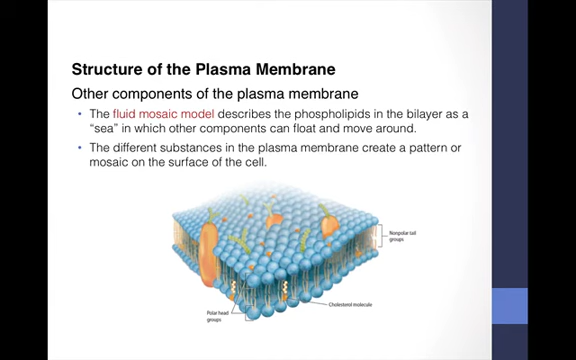 Structure of the Plasma Membrane
Other components of the plasma membrane
• The fluid mosaic model describes the phospholipids in the bilayer as a
“sea” in which other components can float and move around.
• The different substances in the plasma membrane create a pattern or
mosaic on the surface of the cell.
Nonpolar tail
groups
Cholesterol molecule
Polar head
groups